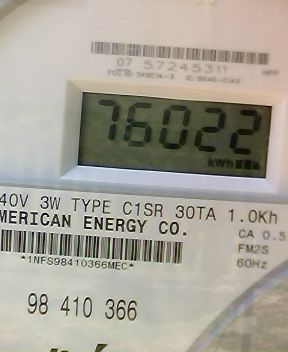 07 57245311
76022
kWh
40V 3W TYPE C1SR 30TA 1.0Kh
MERICAN ENERGY CO.
CA 0.5
FM2S
*1NFS98410366MEC*
60Hz
98 410 366